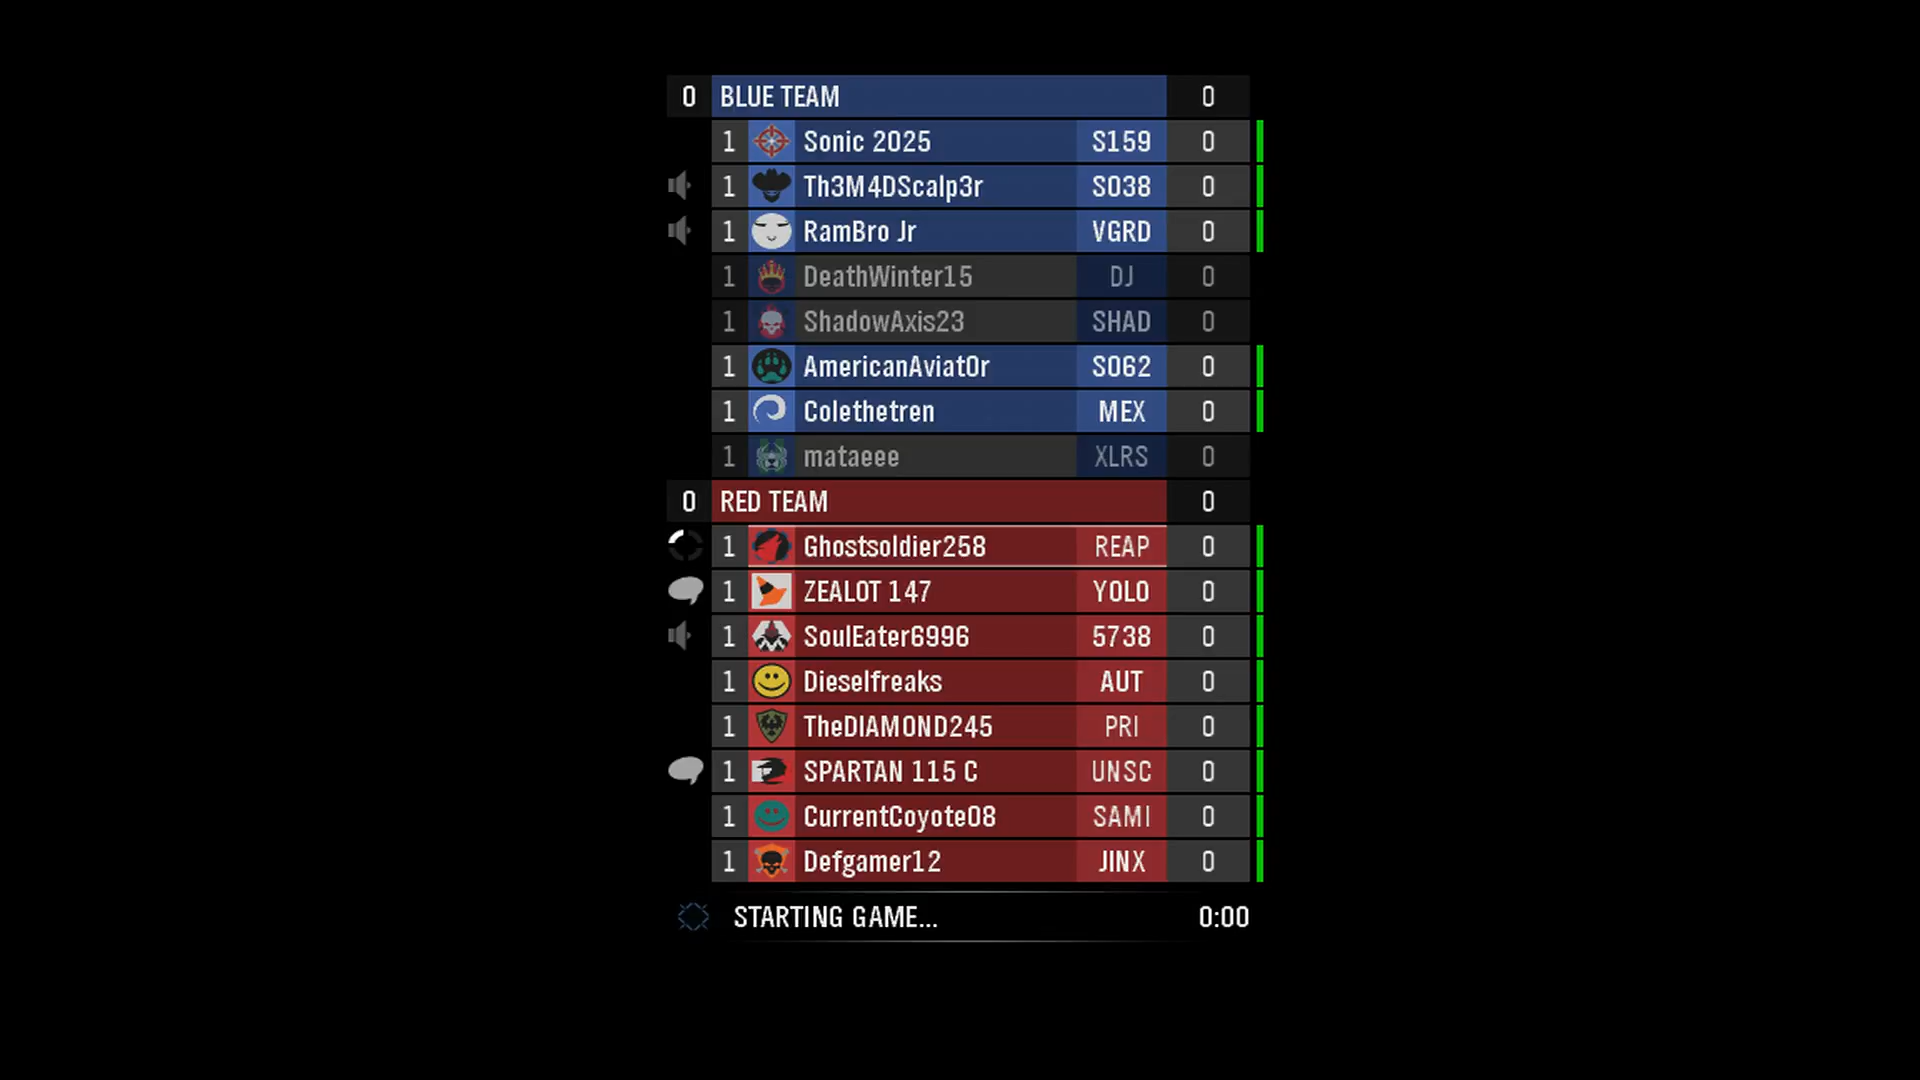 0 BLUE TEAM 0
1 Sonic 2025 S159 0
1 Th3M4DScalp3r S038 0
1 RamBro Jr VGRD 0
1 DeathWinter15 DJ 0
1 ShadowAxis23 SHAD 0
1 AmericanAviat0r S062 0
1 Colethetren MEX 0
1 mataeee XLRS 0
0 RED TEAM 0
1 Ghostsoldier258 REAP 0
1 ZEALOT 147 YOLO 0
1 SoulEater6996 5738 0
1 Dieselfreaks AUT 0
1 TheDIAMOND245 PRI 0
1 SPARTAN 115 C UNSC 0
1 CurrentCoyote08 SAMI 0
1 Defgamer12 JINX 0
STARTING GAME... 0:00